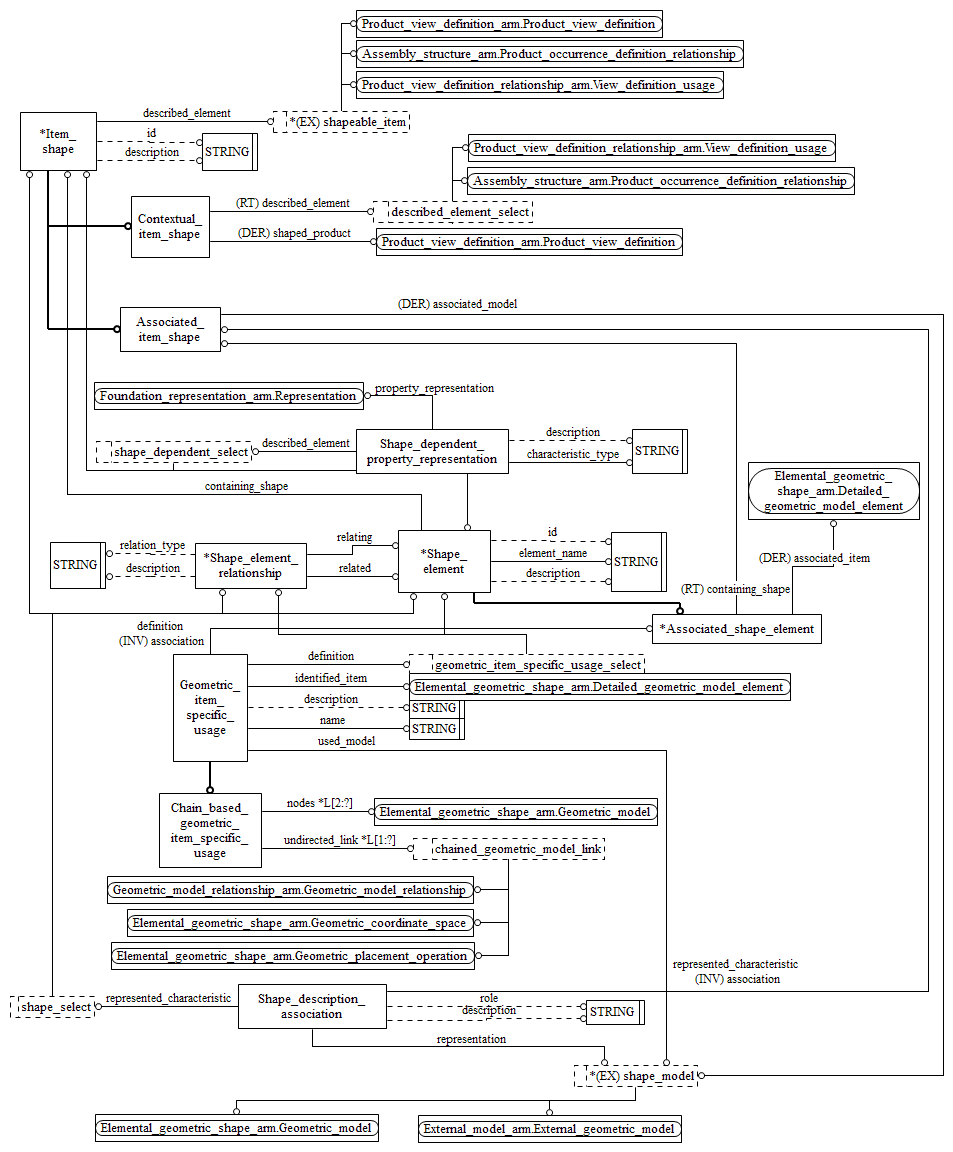 Product_view_definition_arm.Product_view_definition
Assembly_structure_arm.Product_occurrence_definition_relationship
Product_view_definition_relationship_arm.View_definition_usage
described_element
*(EX) shapeable_item
*Item_
shape
id
description
STRING
Product_view_definition_relationship_arm.View_definition_usage
Assembly_structure_arm.Product_occurrence_definition_relationship
(RT) described_element
described_element_select
Contextual_
item_shape
(DER) shaped_product
Product_view_definition_arm.Product_view_definition
(DER) associated_model
Associated_
item_shape
Foundation_representation_arm.Representation
property_representation
shape_dependent_select
described_element
Shape_dependent_
property_representation
description
characteristic_type
STRING
containing_shape
Elemental_geometric_
shape_arm.Detailed_
geometric_model_element
STRING
relation_type
description
*Shape_element_
relationship
relating
related
*Shape_
element
id
element_name
description
STRING
(DER) associated_item
(RT) containing_shape
*Associated_shape_element
definition
(INV) association
Geometric_
item_
specific_
usage
definition
geometric_item_specific_usage_select
identified_item
Elemental_geometric_shape_arm.Detailed_geometric_model_element
description
STRING
name
STRING
used_model
Chain_based_
geometric_
item_specific_
usage
nodes *L[2:?]
Elemental_geometric_shape_arm.Geometric_model
undirected_link *L[1:?]
chained_geometric_model_link
Geometric_model_relationship_arm.Geometric_model_relationship
Elemental_geometric_shape_arm.Geometric_coordinate_space
Elemental_geometric_shape_arm.Geometric_placement_operation
represented_characteristic
(INV) association
shape_select
represented_characteristic
Shape_description_
association
role
description
STRING
representation
*(EX) shape_model
Elemental_geometric_shape_arm.Geometric_model
External_model_arm.External_geometric_model